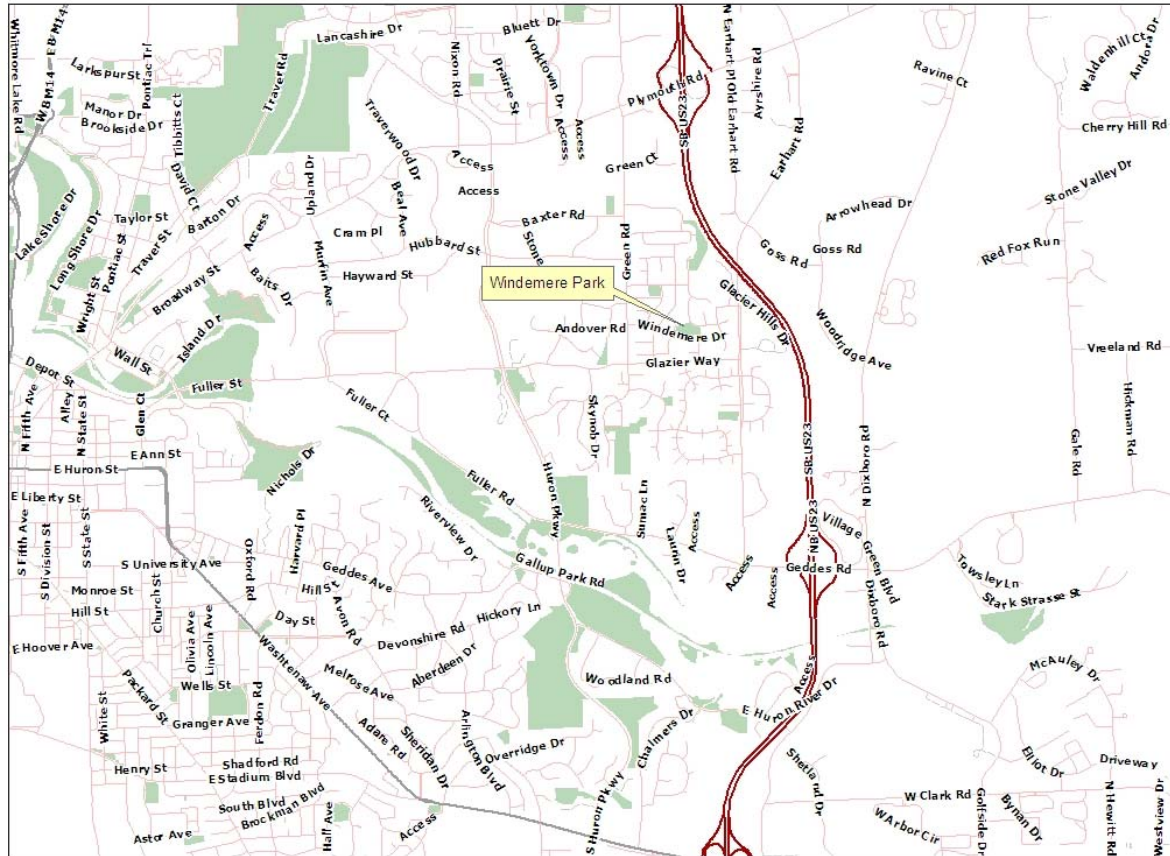 Whitmore Lake Rd
WB M14
EB M14
Larkspur St
Pontiac Trl
Manor Dr
Brookside Dr
Tibbitts Ct
David Ct
Traver Rd
Lancashire Dr
Bluett Dr
Nixon Rd
Prairie St
Yorktown Dr
Access
Access
Plymouth Rd
SB US23
N Earhart Pl
Old Earhart Rd
N Earhart Rd
Ayrshire Rd
Earhart Rd
Ravine Ct
Waldenhill Ct
Andora Dr
Cherry Hill Rd
Stone Valley Dr
Traverwood Dr
Access
Access
Green Ct
Upland Dr
Beal Ave
Lakeshore Dr
Long Shore Dr
Taylor St
Traver St
Barton Dr
Access
Cram Pl
Hubbard St
Baxter Rd
Stone
Green Rd
Arrowhead Dr
Goss Rd
Goss Rd
Red Fox Run
Wright St
Pontiac St
Broadway St
Baits Dr
Murfin Ave
Hayward St
Windemere Park
Glacier Hills Dr
Andover Rd
Windemere Dr
Glazier Way
Woodridge Ave
Vreeland Rd
Island Dr
Wall St
Depot St
Fuller St
N Fifth Ave
Alley
N State St
Glen Ct
Fuller Ct
Hickmann Rd
Gale Rd
E Ann St
E Huron St
Nichols Dr
Fuller Rd
Huron Pkwy
SB US23
N Dixboro Rd
E Liberty St
Riverview Dr
Sumac Ln
Laurin Dr
Access
NB US23
Village Green Blvd
S Fifth Ave
S Division St
S State St
S University Ave
Oxford Rd
Harvard Pl
Geddes Ave
Gallup Park Rd
Access
Access
Geddes Rd
Dixboro Rd
Towsley Ln
Stark Strasse St
Monroe St
Hill St
Church St
Hill St
Avon Rd
Day St
Hickory Ln
Devonshire Rd
E Hoover Ave
Olivia Ave
Lincoln Ave
Washtenaw Ave
Melrose Ave
Aberdeen Dr
Woodland Rd
Access
E Huron River Dr
McAuley Dr
Packard St
Wells St
White St
Granger Ave
Ferdon Rd
Adare Rd
Sheridan Dr
Arlington Blvd
Overridge Dr
Chalmers Dr
Henry St
Shadford Rd
E Stadium Blvd
South Blvd
Brockman Blvd
Astor Ave
Hall Ave
Access
S Huron Pkwy
Shetland Dr
W Clark Rd
W Arbor Cir
Golfside Dr
Bynan Dr
Elliot Dr
Driveway
N Hewitt Rd
Westview Dr